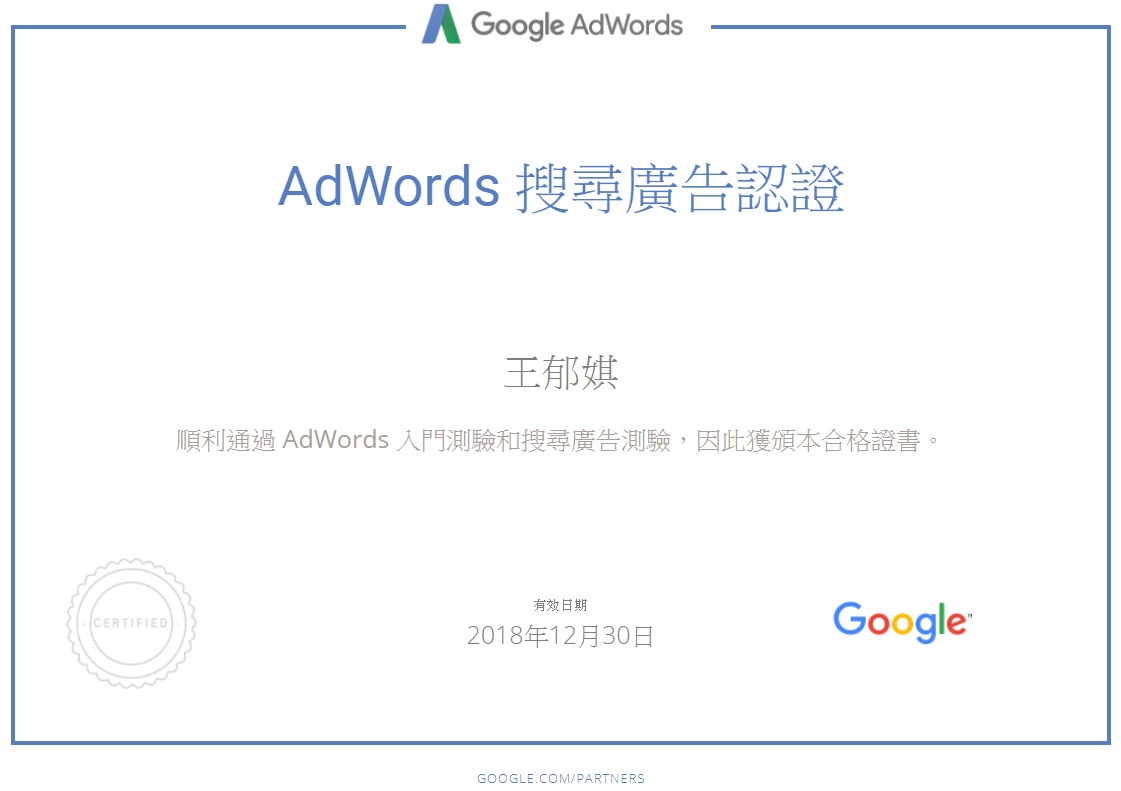 Google AdWords
AdWords 搜尋廣告認證
王郁娸
順利通過 AdWords 入門測驗和搜尋廣告測驗，因此獲頒本合格證書。
CERTIFIED
有效日期
2018年12月30日
Google™
GOOGLE.COM/PARTNERS